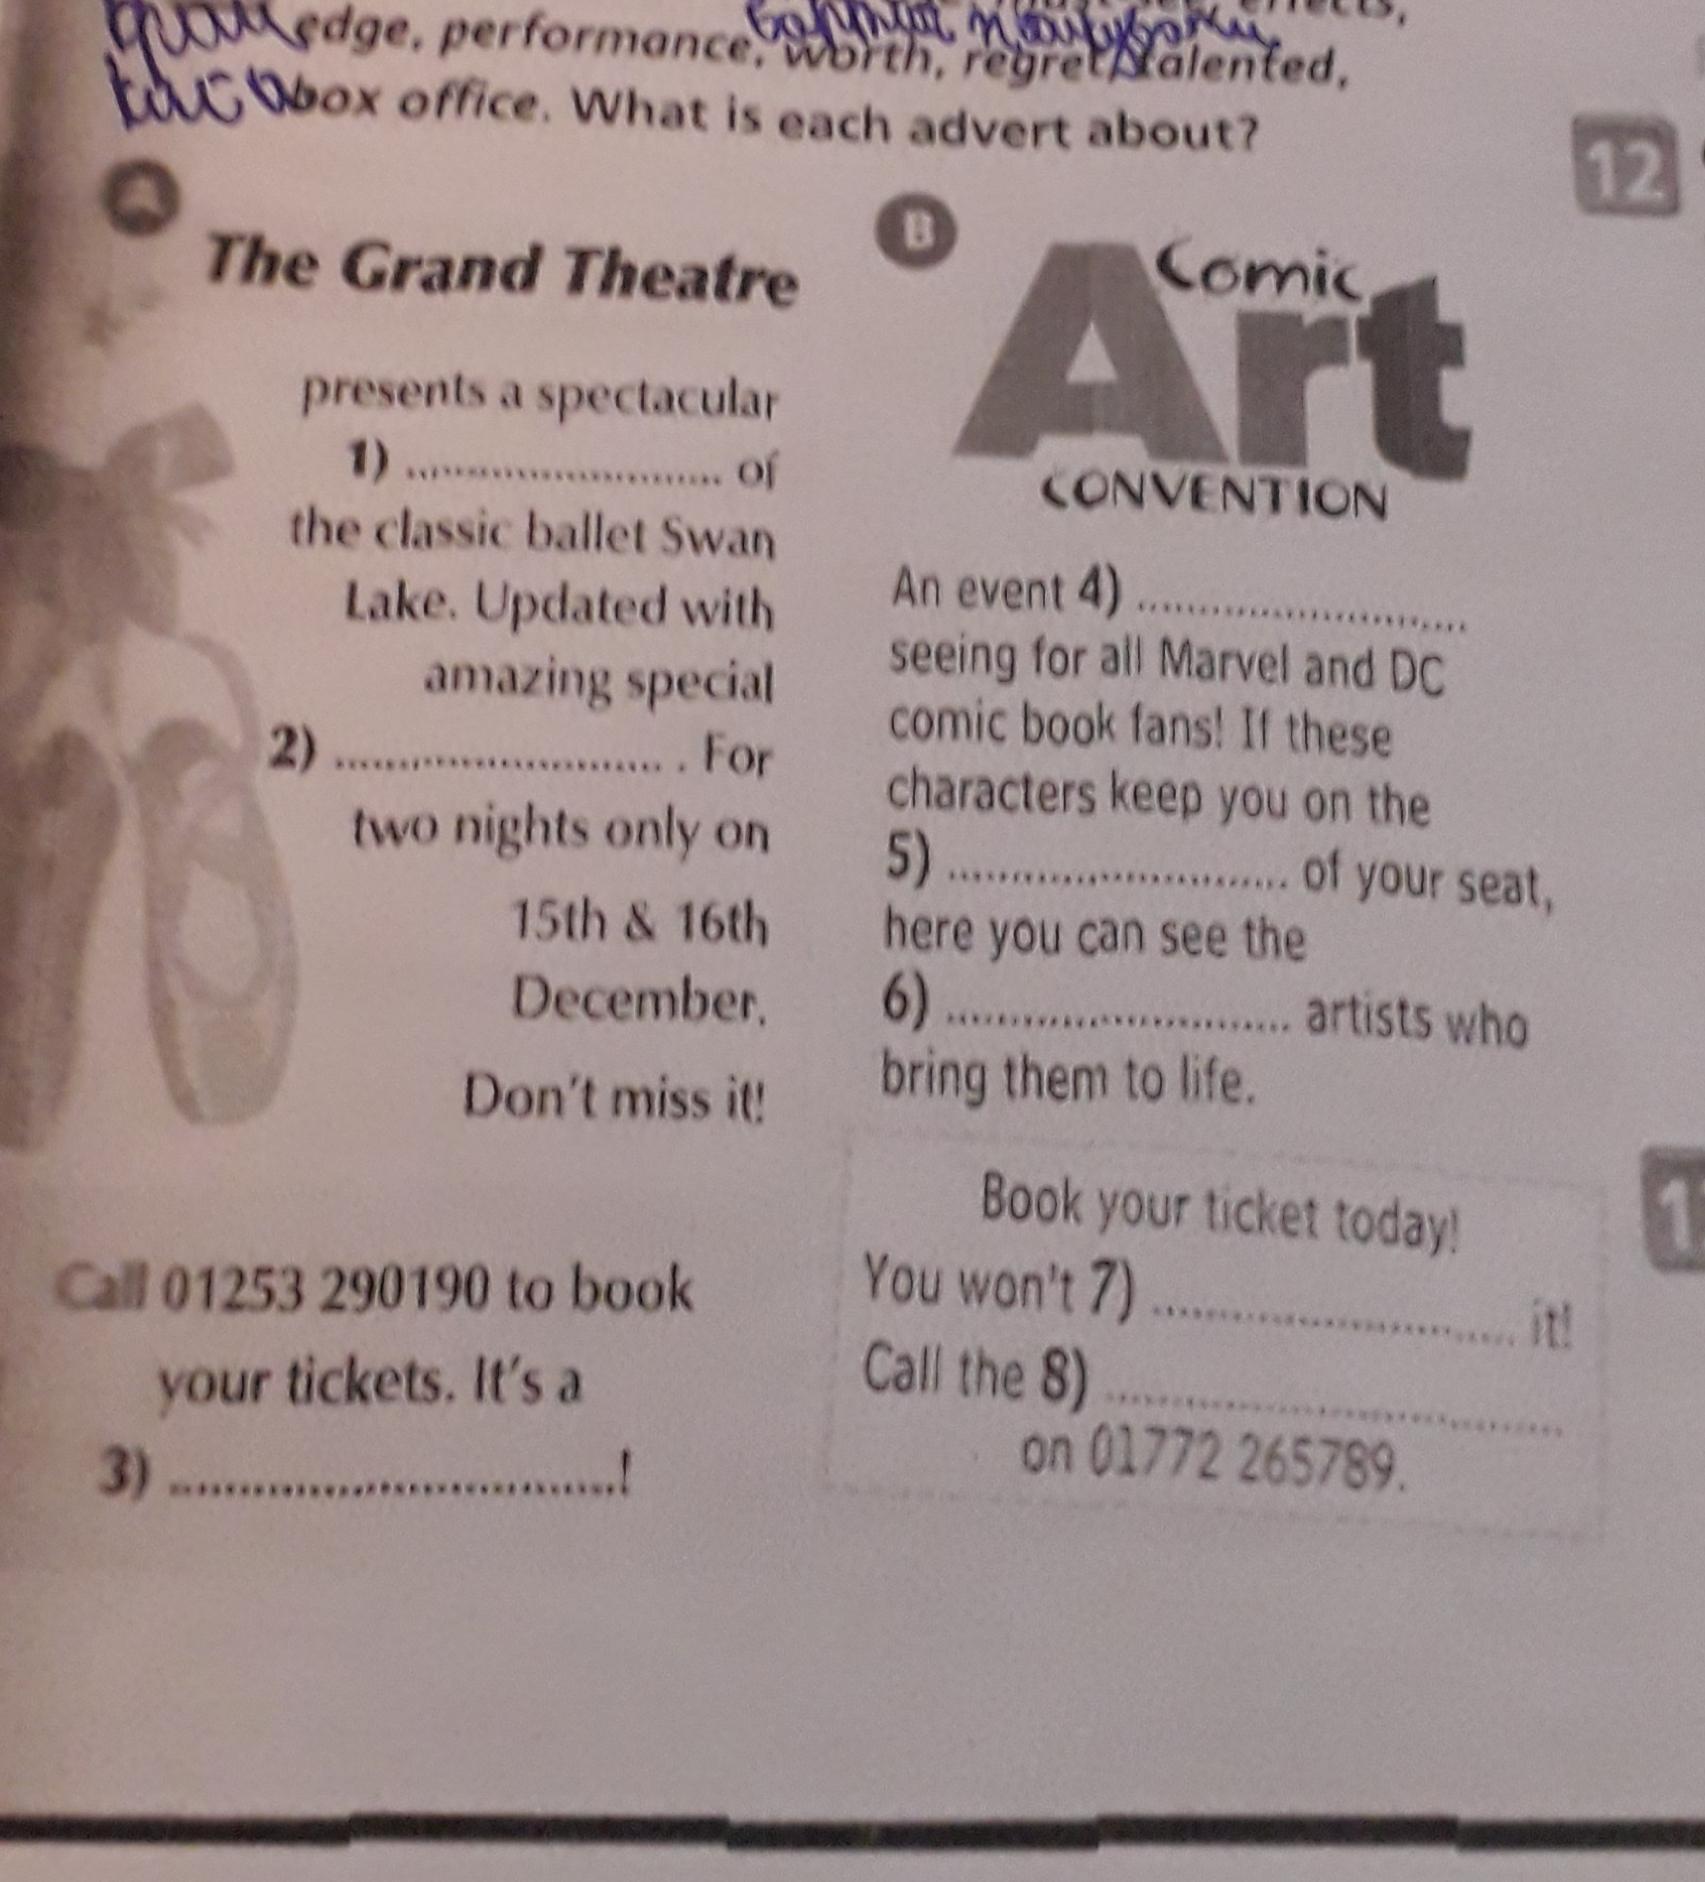 effects,
edge, performance, worth, regret, talented,
box office. What is each advert about?
12
A
The Grand Theatre
presents a spectacular
1) ............................ of
the classic ballet Swan
Lake. Updated with
amazing special
2) ............................ . For
two nights only on
15th & 16th
December.
Don't miss it!
Call 01253 290190 to book
your tickets. It's a
3) ....................................!
B
Comic
Art
CONVENTION
An event 4) ............................
seeing for all Marvel and DC
comic book fans! If these
characters keep you on the
5) ............................ of your seat,
here you can see the
6) ............................ artists who
bring them to life.
Book your ticket today!
You won't 7) ............................ it!
Call the 8) ....................................
on 01772 265789.
1